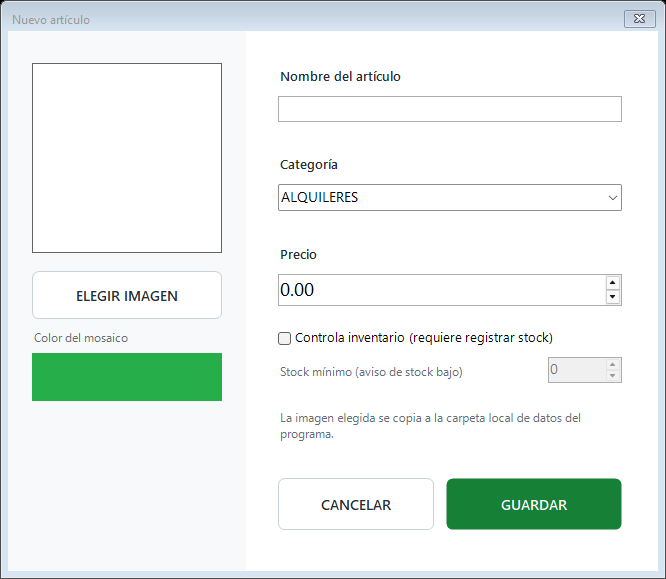 Nuevo artículo
ELEGIR IMAGEN
Color del mosaico
Nombre del artículo
Categoría
ALQUILERES
Precio
0.00
Controla inventario (requiere registrar stock)
Stock mínimo (aviso de stock bajo)
0
La imagen elegida se copia a la carpeta local de datos del
programa.
CANCELAR
GUARDAR